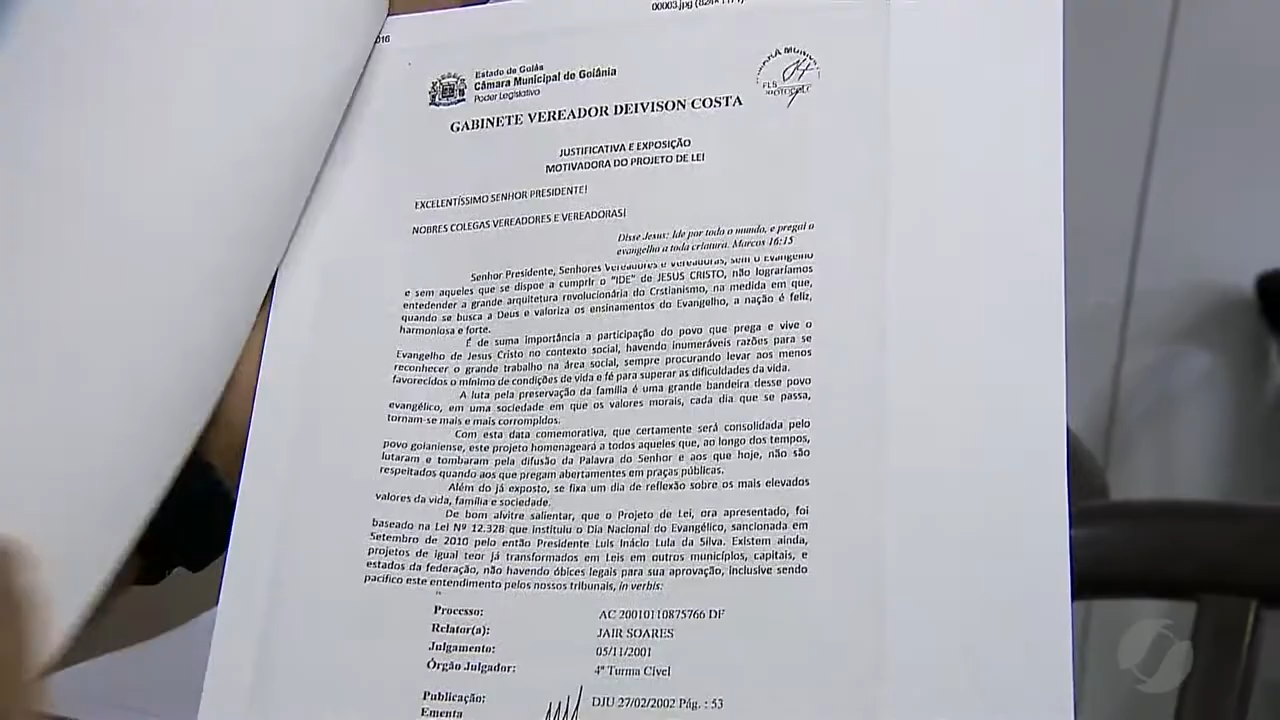 00003.jpg
016
Estado de Goiás
Câmara Municipal de Goiânia
Poder Legislativo
FLS 04
GABINETE VEREADOR DEIVISON COSTA
JUSTIFICATIVA E EXPOSIÇÃO
MOTIVADORA DO PROJETO DE LEI
EXCELENTÍSSIMO SENHOR PRESIDENTE!
NOBRES COLEGAS VEREADORES E VEREADORAS!
Disse Jesus: Ide por todo o mundo, e pregai o
evangelho a toda criatura. Marcos 16:15
Senhor Presidente, Senhores Vereadores e Vereadoras, sem o Evangelho
e sem aqueles que se dispoe a cumprir o "IDE" de JESUS CRISTO, não lograríamos
entedender a grande arquitetura revolucionária do Crstianismo, na medida em que,
quando se busca a Deus e valoriza os ensinamentos do Evangelho, a nação é feliz,
harmoniosa e forte.
É de suma importância a participação do povo que prega e vive o
Evangelho de Jesus Cristo no contexto social, havendo inumeráveis razões para se
reconhecer o grande trabalho na área social, sempre procurando levar aos menos
favorecidos o mínimo de condições de vida e fé para superar as dificuldades da vida.
A luta pela preservação da família é uma grande bandeira desse povo
evangélico, em uma sociedade em que os valores morais, cada dia que se passa,
tornam-se mais e mais corrompidos.
Com esta data comemorativa, que certamente será consolidada pelo
povo goianiense, este projeto homenageará a todos aqueles que, ao longo dos tempos,
lutaram e tombaram pela difusão da Palavra do Senhor e aos que hoje, não são
respeitados quando aos que pregam abertamentes em praças públicas.
Além do já exposto, se fixa um dia de reflexão sobre os mais elevados
valores da vida, família e sociedade.
De bom alvitre salientar, que o Projeto de Lei, ora apresentado, foi
baseado na Lei Nº 12.328 que instituiu o Dia Nacional do Evangélico, sancionada em
Setembro de 2010 pelo então Presidente Luis Inácio Lula da Silva. Existem ainda,
projetos de igual teor já transformados em Leis em outros municípios, capitais, e
estados da federação, não havendo óbices legais para sua aprovação, inclusive sendo
pacífico este entendimento pelos nossos tribunais, in verbis:
Processo: AC 20010110875766 DF
Relator(a): JAIR SOARES
Julgamento: 05/11/2001
Órgão Julgador: 4ª Turma Cível
Publicação: DJU 27/02/2002 Pág. : 53
Ementa